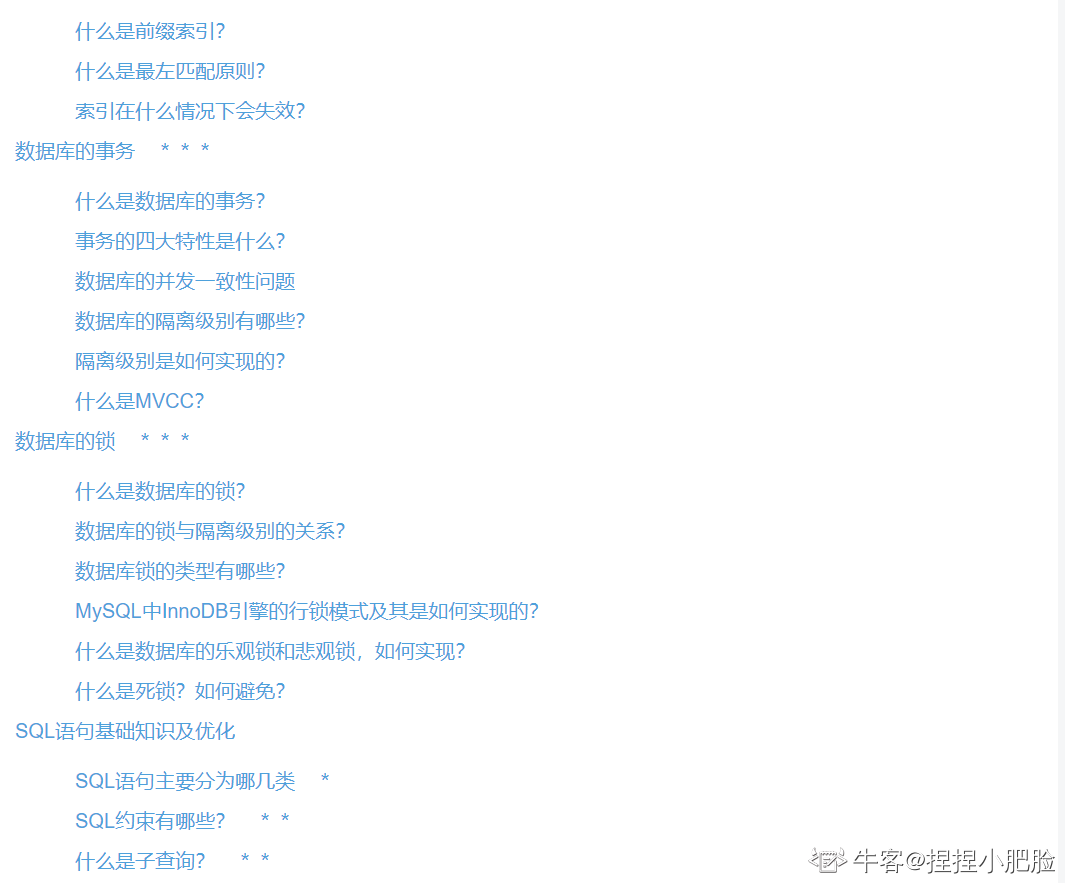 什么是前缀索引？
什么是最左匹配原则？
索引在什么情况下会失效？
数据库的事务 * * *
什么是数据库的事务？
事务的四大特性是什么？
数据库的并发一致性问题
数据库的隔离级别有哪些？
隔离级别是如何实现的？
什么是MVCC？
数据库的锁 * * *
什么是数据库的锁？
数据库的锁与隔离级别的关系？
数据库锁的类型有哪些？
MySQL中InnoDB引擎的行锁模式及其是如何实现的？
什么是数据库的乐观锁和悲观锁，如何实现？
什么是死锁？如何避免？
SQL语句基础知识及优化
SQL语句主要分为哪几类 *
SQL约束有哪些？ * *
什么是子查询？ * *
牛客@捏捏小肥脸